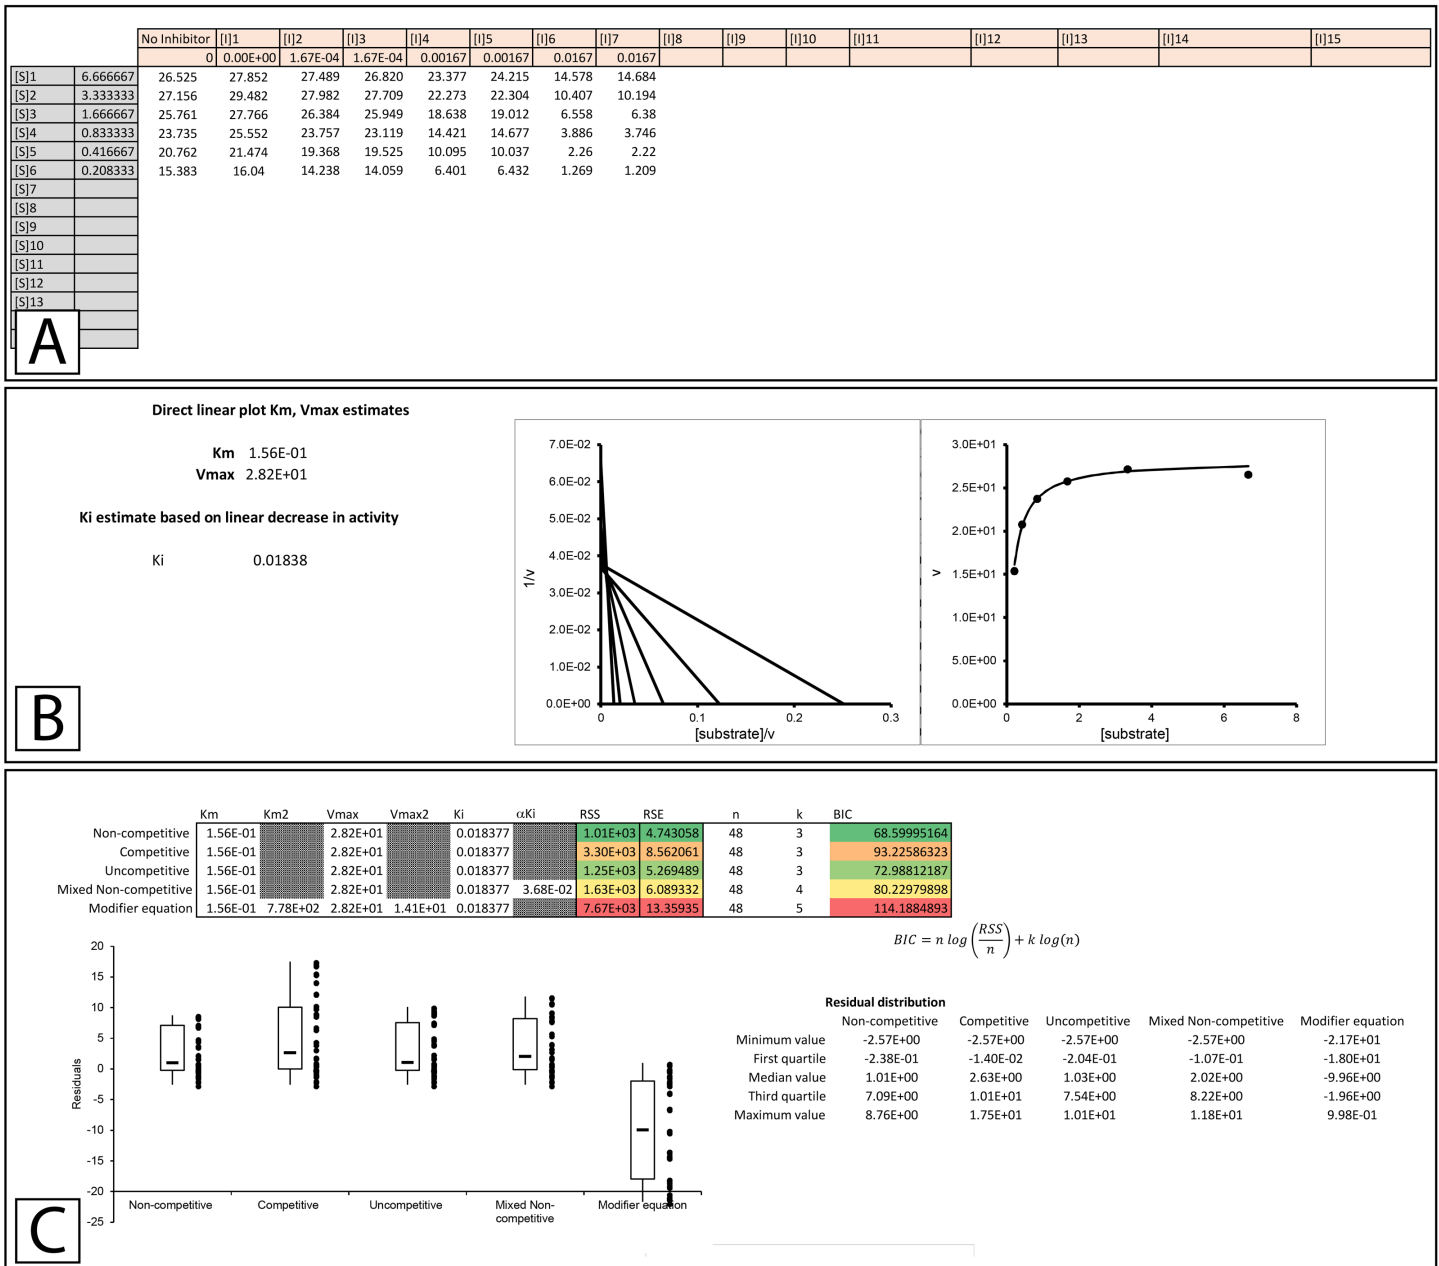 No Inhibitor [I]1 [I]2 [I]3 [I]4 [I]5 [I]6 [I]7 [I]8 [I]9 [I]10 [I]11 [I]12 [I]13 [I]14 [I]15
0 0.00E+00 1.67E-04 1.67E-04 0.00167 0.00167 0.0167 0.0167
[S]1 6.666667 26.525 27.852 27.489 26.820 23.377 24.215 14.578 14.684
[S]2 3.333333 27.156 29.482 27.982 27.709 22.273 22.304 10.407 10.194
[S]3 1.666667 25.761 27.766 26.384 25.949 18.638 19.012 6.558 6.38
[S]4 0.833333 23.735 25.552 23.757 23.119 14.421 14.677 3.886 3.746
[S]5 0.416667 20.762 21.474 19.368 19.525 10.095 10.037 2.26 2.22
[S]6 0.208333 15.383 16.04 14.238 14.059 6.401 6.432 1.269 1.209
[S]7
[S]8
[S]9
[S]10
[S]11
[S]12
[S]13
A
Direct linear plot Km, Vmax estimates
Km 1.56E-01
Vmax 2.82E+01
Ki estimate based on linear decrease in activity
Ki 0.01838
7.0E-02
6.0E-02
5.0E-02
4.0E-02
3.0E-02
2.0E-02
1.0E-02
0.0E+00
1/v
0 0.1 0.2 0.3
[substrate]/v
3.0E+01
2.5E+01
2.0E+01
1.5E+01
1.0E+01
5.0E+00
0.0E+00
v
0 2 4 6 8
[substrate]
B
Km Km2 Vmax Vmax2 Ki αKi RSS RSE n k BIC
Non-competitive 1.56E-01 2.82E+01 0.018377 1.01E+03 4.743058 48 3 68.59995164
Competitive 1.56E-01 2.82E+01 0.018377 3.30E+03 8.562061 48 3 93.22586323
Uncompetitive 1.56E-01 2.82E+01 0.018377 1.25E+03 5.269489 48 3 72.98812187
Mixed Non-competitive 1.56E-01 2.82E+01 0.018377 3.68E-02 1.63E+03 6.089332 48 4 80.22979898
Modifier equation 1.56E-01 7.78E+02 2.82E+01 1.41E+01 0.018377 7.67E+03 13.35935 48 5 114.1884893
BIC = n log(RSS/n) + k log(n)
20
15
10
5
0
-5
-10
-15
-20
-25
Residuals
Non-competitive Competitive Uncompetitive Mixed Non-competitive Modifier equation
Residual distribution
Non-competitive Competitive Uncompetitive Mixed Non-competitive Modifier equation
Minimum value -2.57E+00 -2.57E+00 -2.57E+00 -2.57E+00 -2.17E+01
First quartile -2.38E-01 -1.40E-02 -2.04E-01 -1.07E-01 -1.80E+01
Median value 1.01E+00 2.63E+00 1.03E+00 2.02E+00 -9.96E+00
Third quartile 7.09E+00 1.01E+01 7.54E+00 8.22E+00 -1.96E+00
Maximum value 8.76E+00 1.75E+01 1.01E+01 1.18E+01 9.98E-01
C